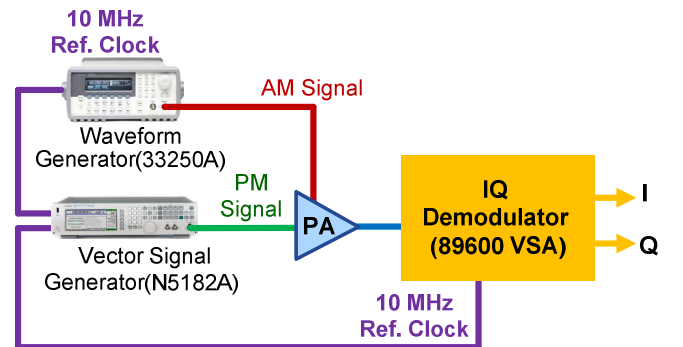 10 MHz
Ref. Clock
AM Signal
Waveform
Generator(33250A)
PM
Signal
PA
IQ
Demodulator
(89600 VSA)
I
Q
Vector Signal
Generator(N5182A)
10 MHz
Ref. Clock